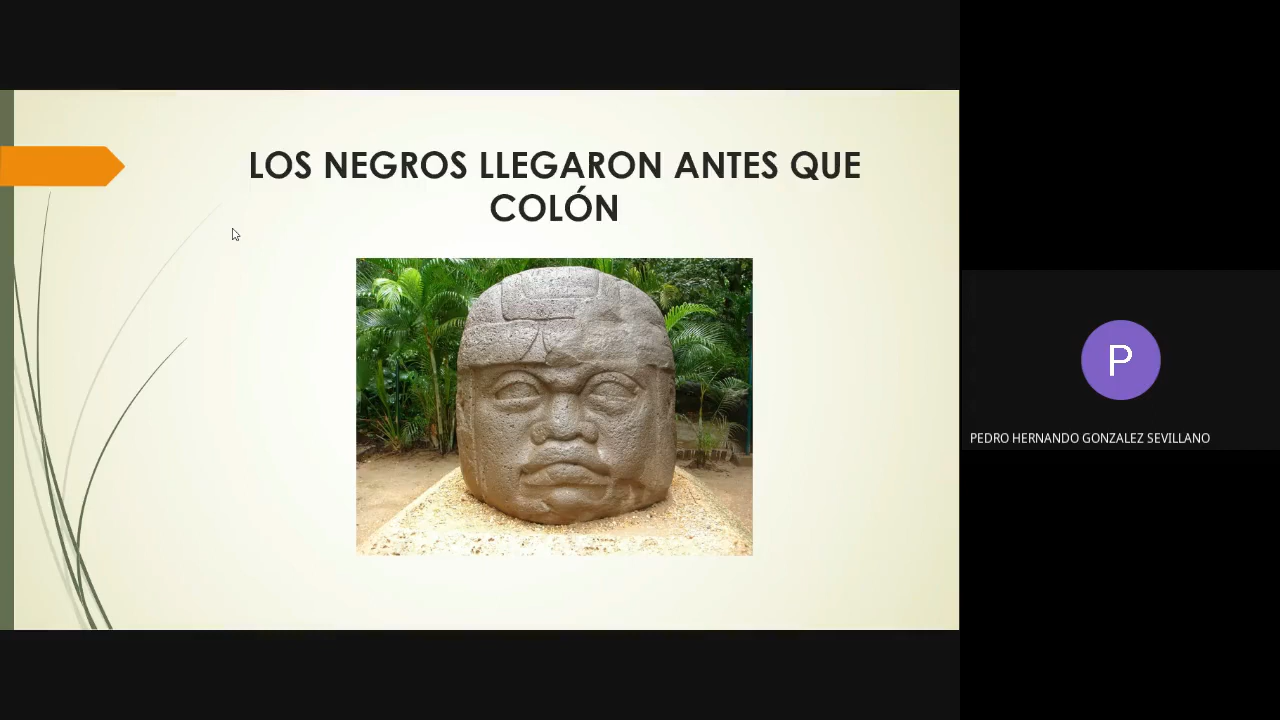 LOS NEGROS LLEGARON ANTES QUE
COLÓN
P
PEDRO HERNANDO GONZALEZ SEVILLANO